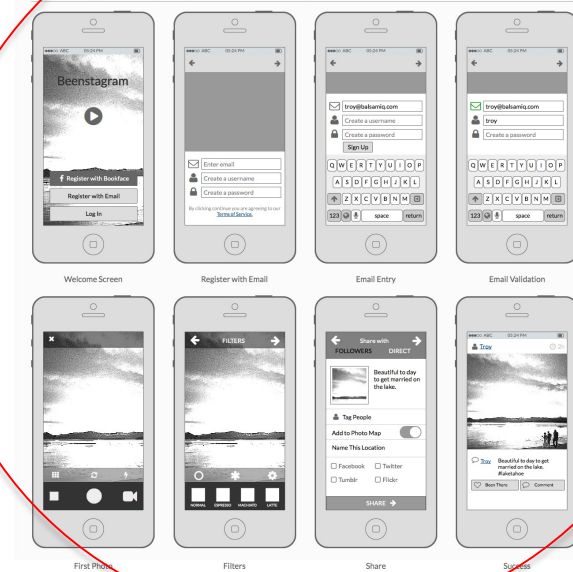 ABC 05:24 PM
Beenstagram
f Register with Bookface
Register with Email
Log In
Welcome Screen
ABC 05:24 PM
Enter email
Create a username
Create a password
By clicking continue you are agreeing to our
Terms of Service.
Register with Email
ABC 05:24 PM
troy@balsamiq.com
Create a username
Create a password
Sign Up
Q W E R T Y U I O P
A S D F G H J K L
Z X C V B N M
123 space return
Email Entry
ABC 05:24 PM
troy@balsamiq.com
troy
Create a password
Q W E R T Y U I O P
A S D F G H J K L
Z X C V B N M
123 space return
Email Validation
First Photo
FILTERS
NORMAL ESPRESSO MACHIATO LATTE
Filters
Share with
FOLLOWERS DIRECT
Beautiful to day
to get married on
the lake.
Tag People
Add to Photo Map
Name This Location
Facebook Twitter
Tumblr Flickr
SHARE
Share
ABC 05:24 PM
Troy 2h
Troy Beautiful to day to get
married on the lake.
#laketahoe
Been There Comment
Success